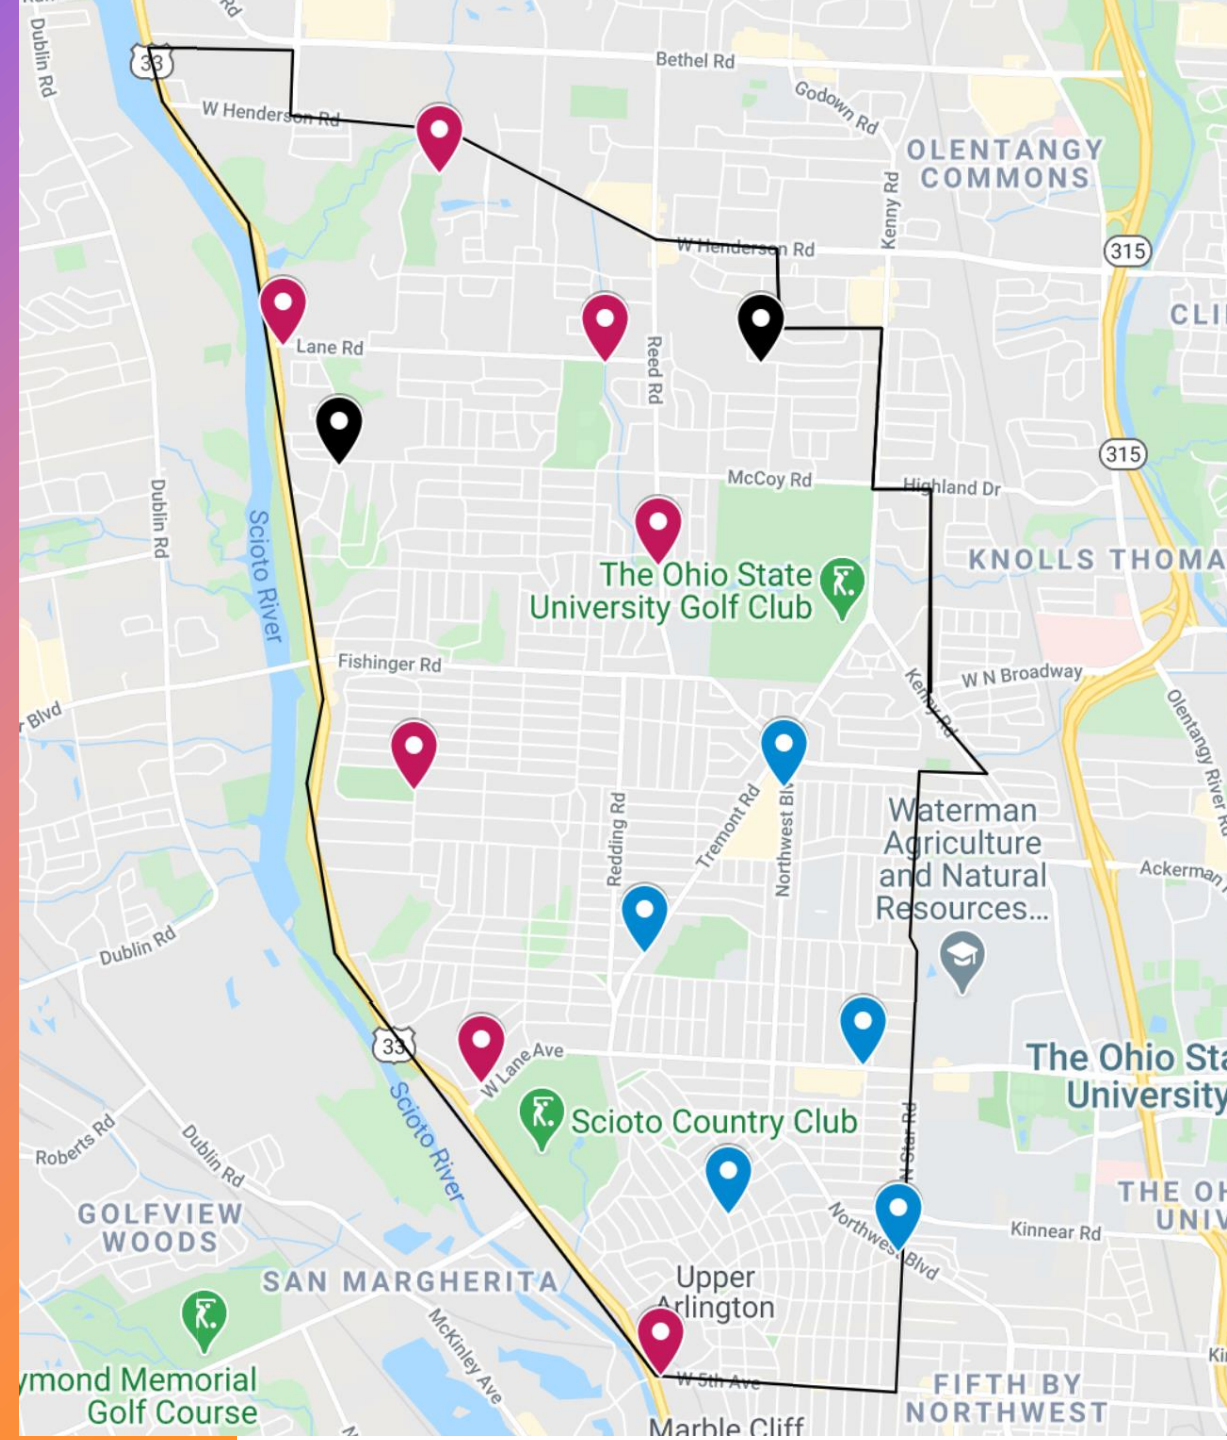 Rd
Dublin Rd
33
Bethel Rd
W Henderson Rd
Godown Rd
OLENTANGY
COMMONS
Kenny Rd
W Henderson Rd
315
CLI
Lane Rd
Reed Rd
315
McCoy Rd
Highland Dr
Dublin Rd
Scioto River
KNOLLS THOMA
The Ohio State
University Golf Club
Fishinger Rd
W N Broadway
Kenny Rd
r Blvd
Olentangy River Rd
Waterman
Agriculture
and Natural
Resources...
Redding Rd
Tremont Rd
Northwest Blv
Ackerman
Dublin Rd
33
W Lane Ave
The Ohio Sta
University
Scioto River
Scioto Country Club
Roberts Rd
Dublin Rd
N Star Rd
THE OH
UNIV
GOLFVIEW
WOODS
Northwest Blvd
Kinnear Rd
SAN MARGHERITA
Upper
Arlington
McKinley Ave
Ki
ymond Memorial
Golf Course
W 5th Ave
FIFTH BY
NORTHWEST
Marble Cliff